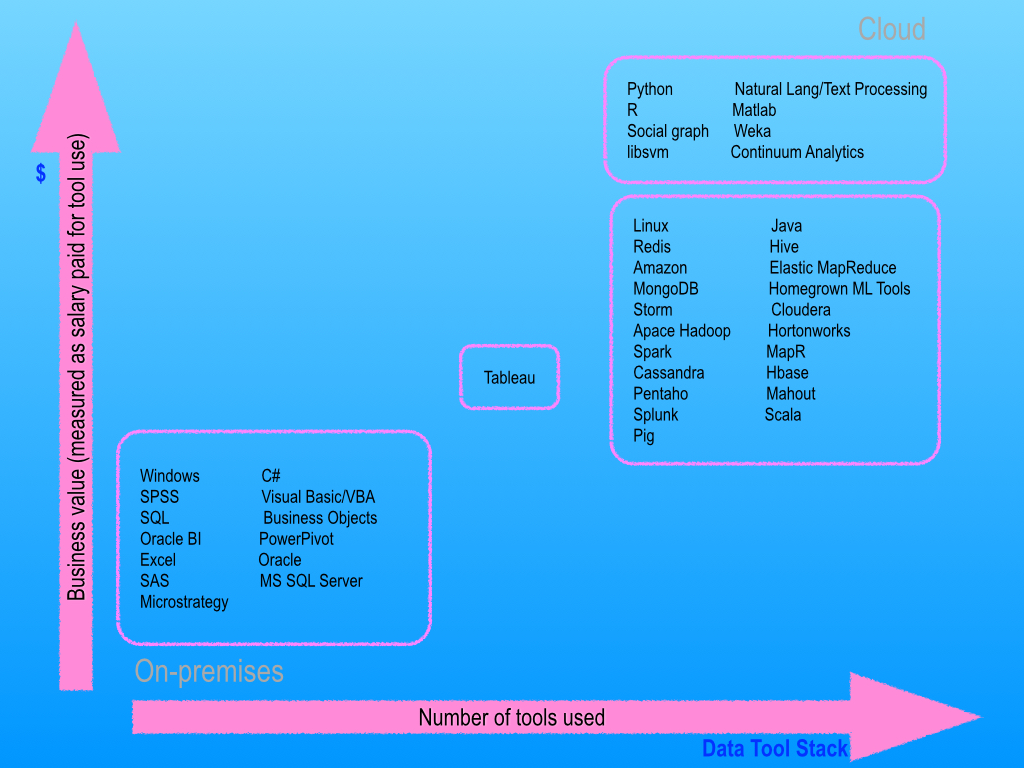 Cloud
Python Natural Lang/Text Processing
R Matlab
Social graph Weka
libsvm Continuum Analytics
$
Business value (measured as salary paid for tool use)
Linux Java
Redis Hive
Amazon Elastic MapReduce
MongoDB Homegrown ML Tools
Storm Cloudera
Apace Hadoop Hortonworks
Spark MapR
Cassandra Hbase
Pentaho Mahout
Splunk Scala
Pig
Tableau
Windows C#
SPSS Visual Basic/VBA
SQL Business Objects
Oracle BI PowerPivot
Excel Oracle
SAS MS SQL Server
Microstrategy
On-premises
Number of tools used
Data Tool Stack